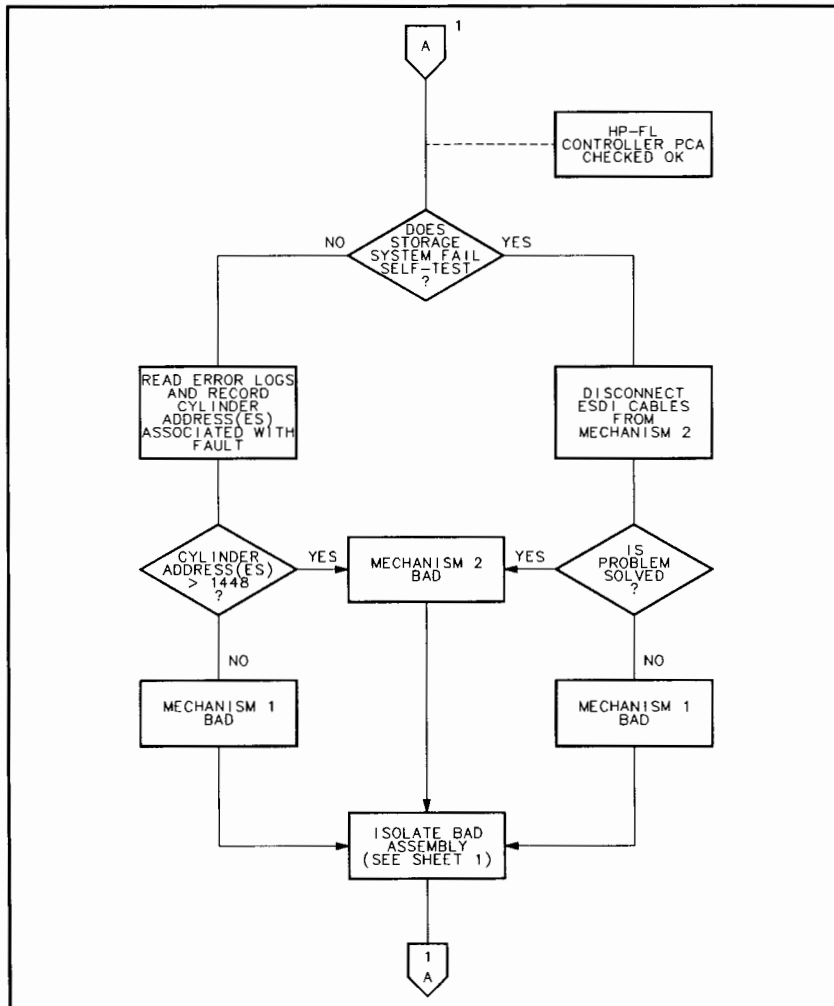 1
A
HP-FL
CONTROLLER PCA
CHECKED OK
DOES
STORAGE
SYSTEM FAIL
SELF-TEST
?
NO
YES
READ ERROR LOGS
AND RECORD
CYLINDER
ADDRESS(ES)
ASSOCIATED WITH
FAULT
DISCONNECT
ESDI CABLES
FROM
MECHANISM 2
CYLINDER
ADDRESS(ES)
> 1448
?
YES
MECHANISM 2
BAD
YES
IS
PROBLEM
SOLVED
?
NO
NO
MECHANISM 1
BAD
MECHANISM 1
BAD
ISOLATE BAD
ASSEMBLY
(SEE SHEET 1)
1
A